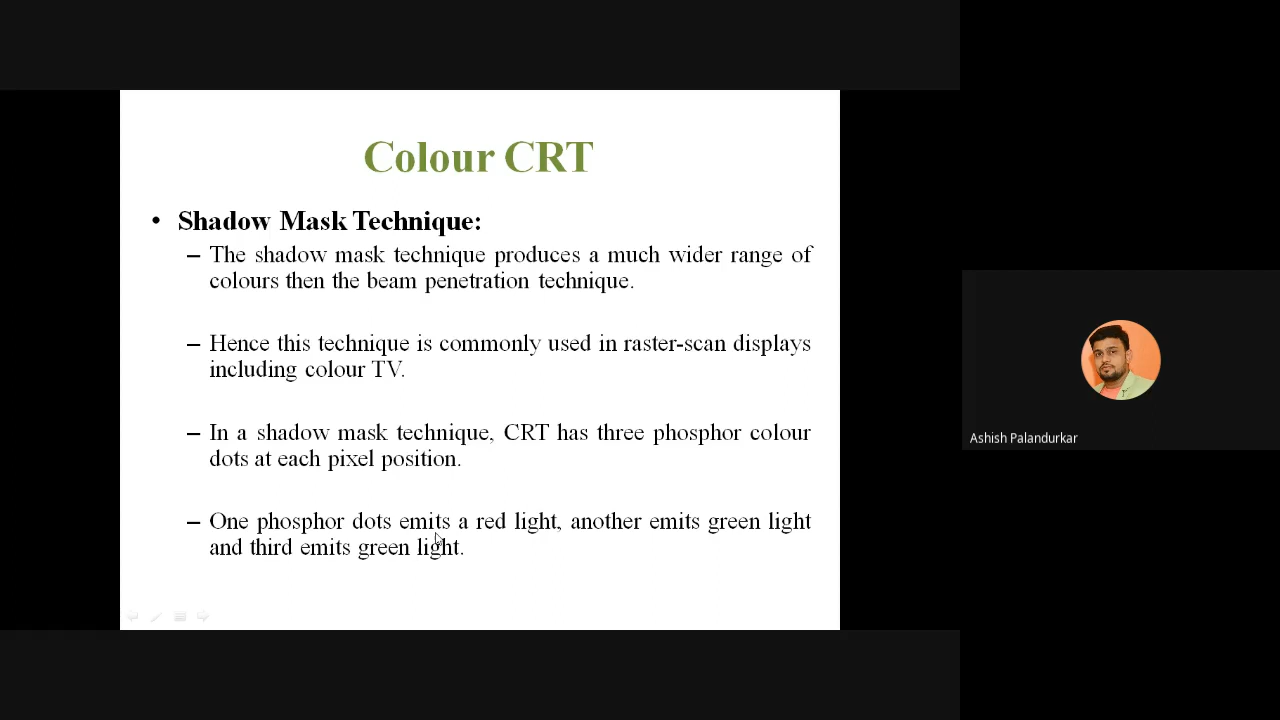 Colour CRT
• Shadow Mask Technique:
– The shadow mask technique produces a much wider range of
colours then the beam penetration technique.
– Hence this technique is commonly used in raster-scan displays
including colour TV.
– In a shadow mask technique, CRT has three phosphor colour
dots at each pixel position.
– One phosphor dots emits a red light, another emits green light
and third emits green light.
Ashish Palandurkar